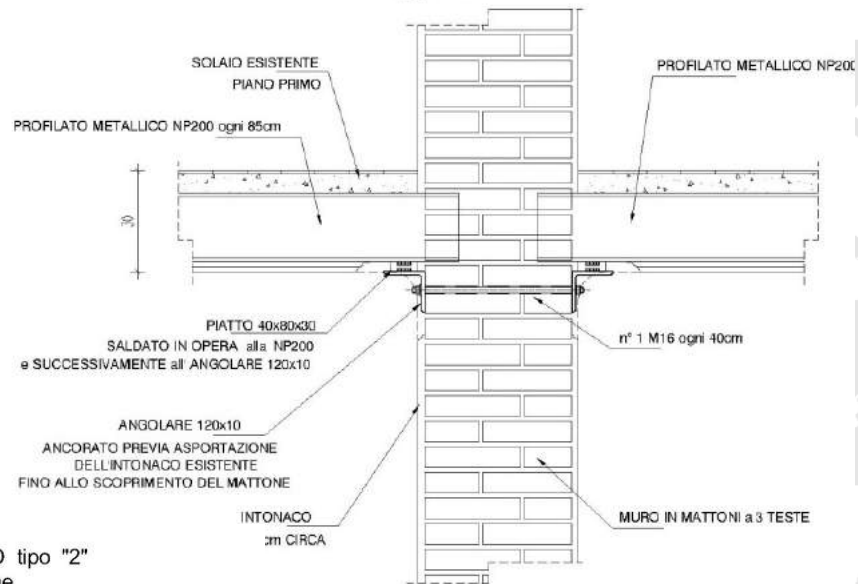 SOLAIO ESISTENTE
PIANO PRIMO
PROFILATO METALLICO NP200
PROFILATO METALLICO NP200 ogni 85cm
30
PIATTO 40x80x30
SALDATO IN OPERA alla NP200
e SUCCESSIVAMENTE all' ANGOLARE 120x10
n° 1 M16 ogni 40cm
ANGOLARE 120x10
ANCORATO PREVIA ASPORTAZIONE
DELL'INTONACO ESISTENTE
FINO ALLO SCOPRIMENTO DEL MATTONE
INTONACO
cm CIRCA
MURO IN MATTONI a 3 TESTE
tipo "2"